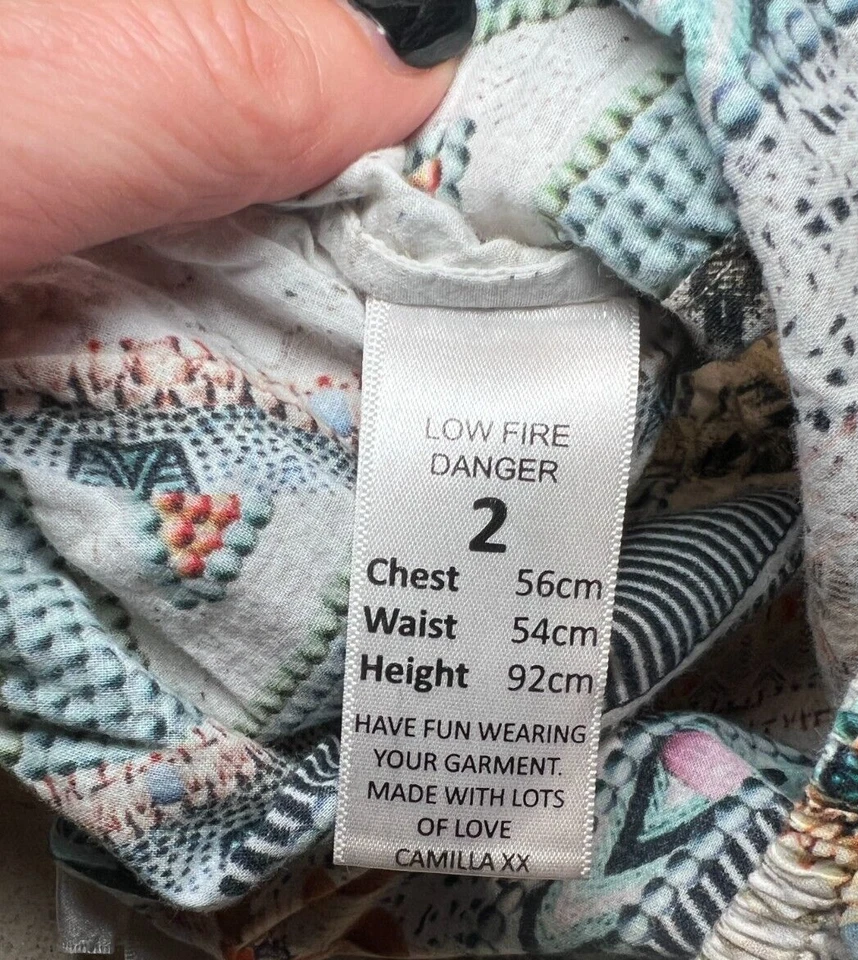 LOW FIRE
DANGER
2
Chest 56cm
Waist 54cm
Height 92cm
HAVE FUN WEARING
YOUR GARMENT.
MADE WITH LOTS
OF LOVE
CAMILLA XX